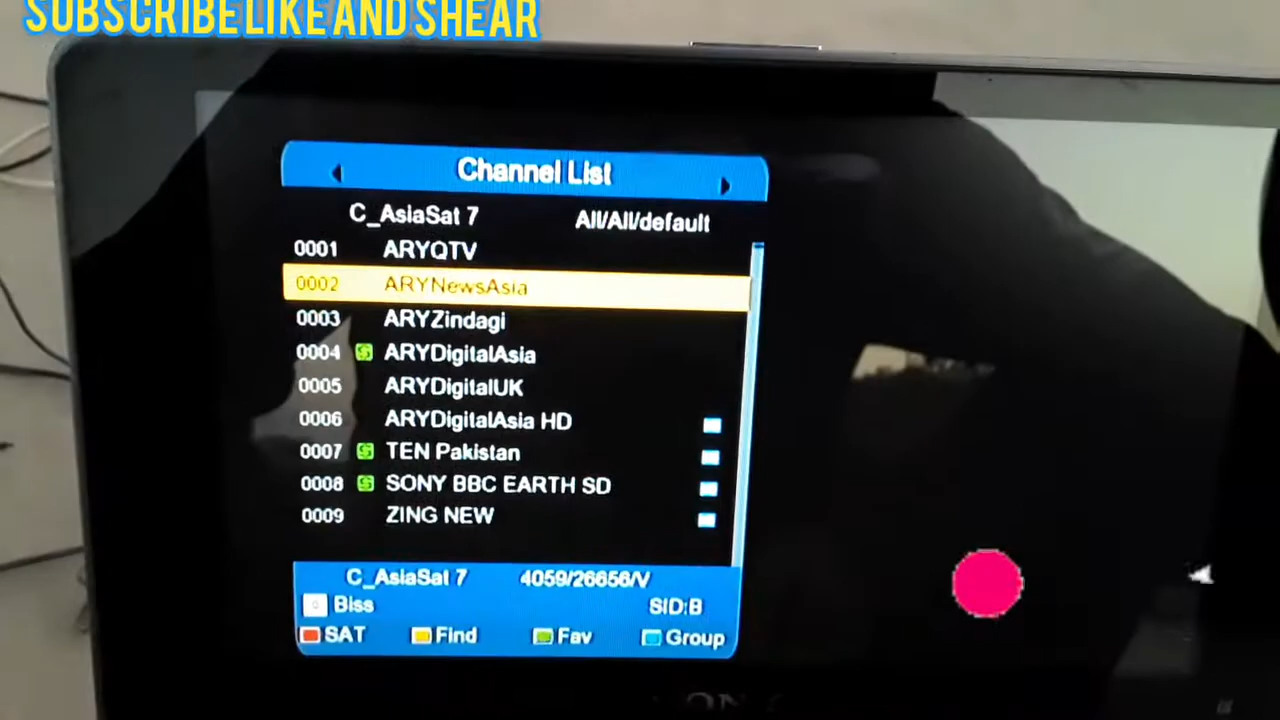 SUBSCRIBE LIKE AND SHEAR
Channel List
C_AsiaSat 7 All/All/default
0001 ARYQTV
0002 ARYNewsAsia
0003 ARYZindagi
0004 ARYDigitalAsia
0005 ARYDigitalUK
0006 ARYDigitalAsia HD
0007 TEN Pakistan
0008 SONY BBC EARTH SD
0009 ZING NEW
C_AsiaSat 7 4059/26656/V
Biss SID:B
SAT Find Fav Group